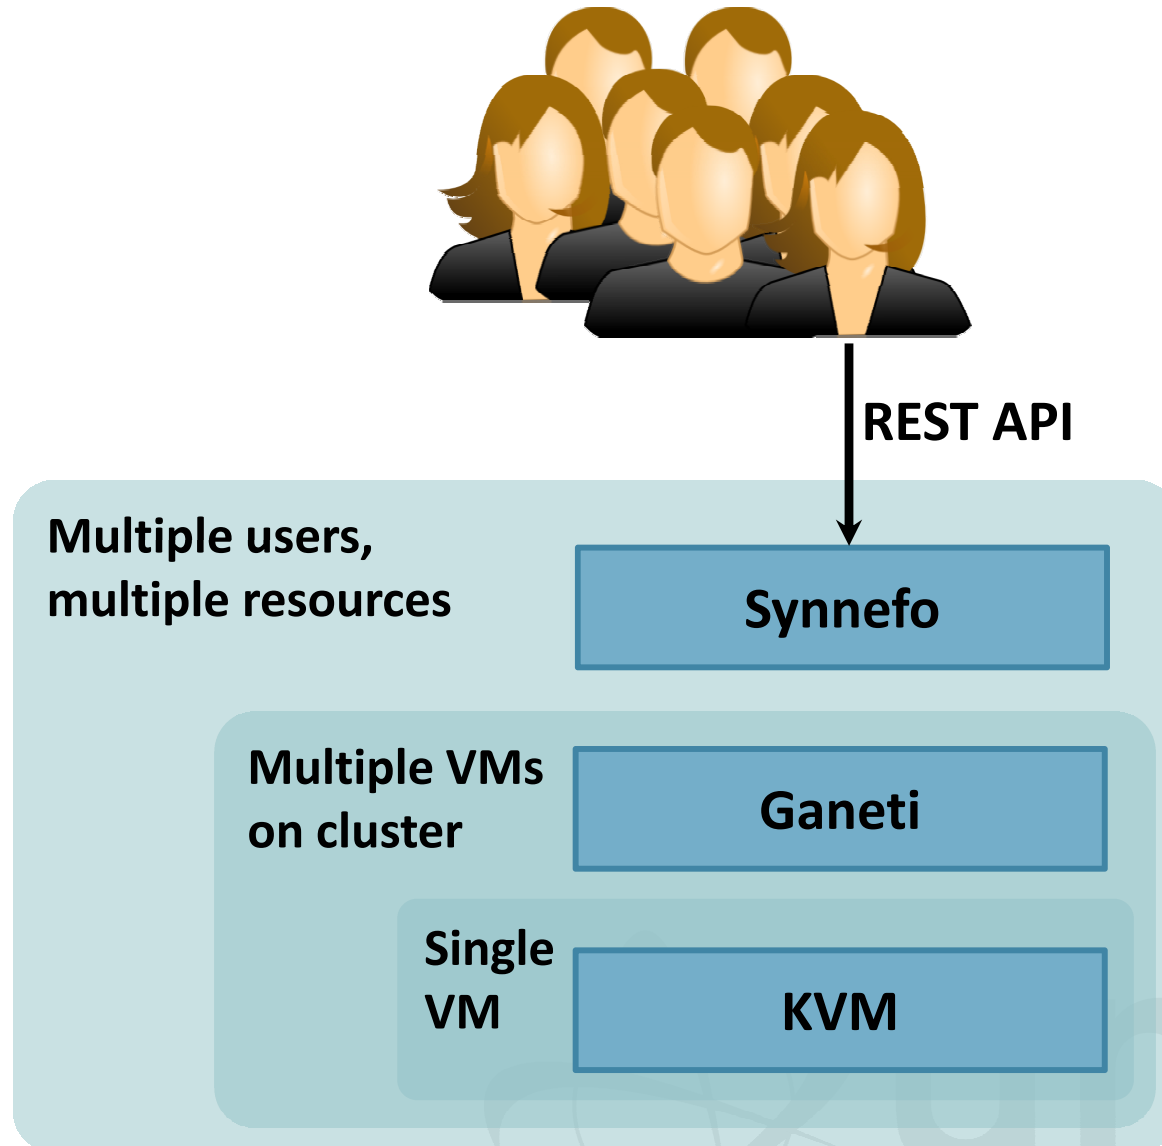 REST API
Multiple users,
multiple resources
Synnefo
Multiple VMs
on cluster
Ganeti
Single
VM
KVM